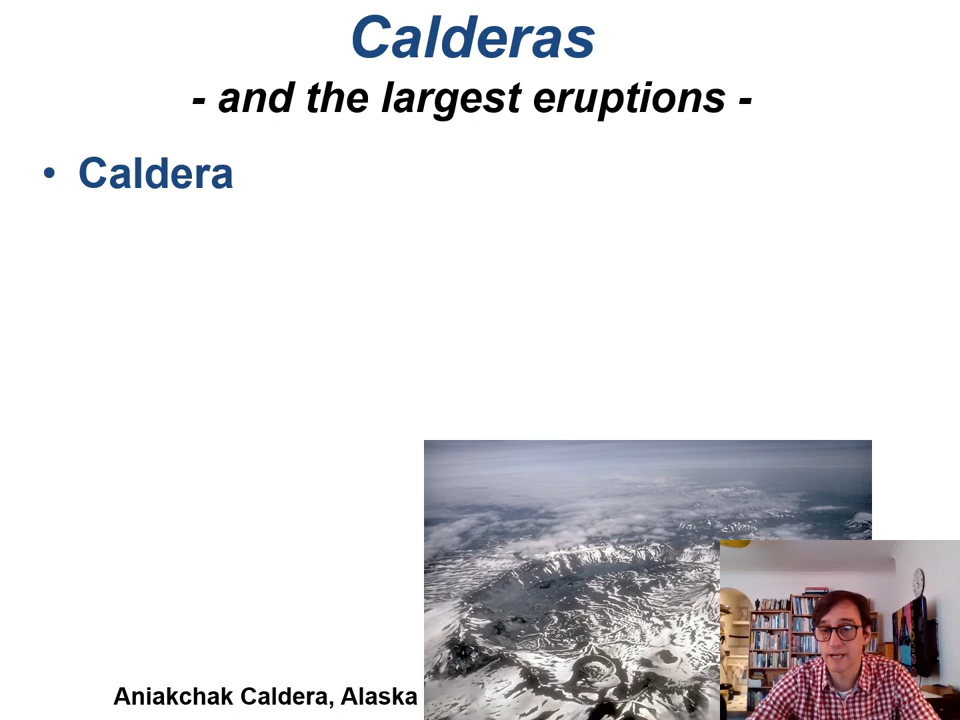 Calderas
- and the largest eruptions -
• Caldera
Aniakchak Caldera, Alaska